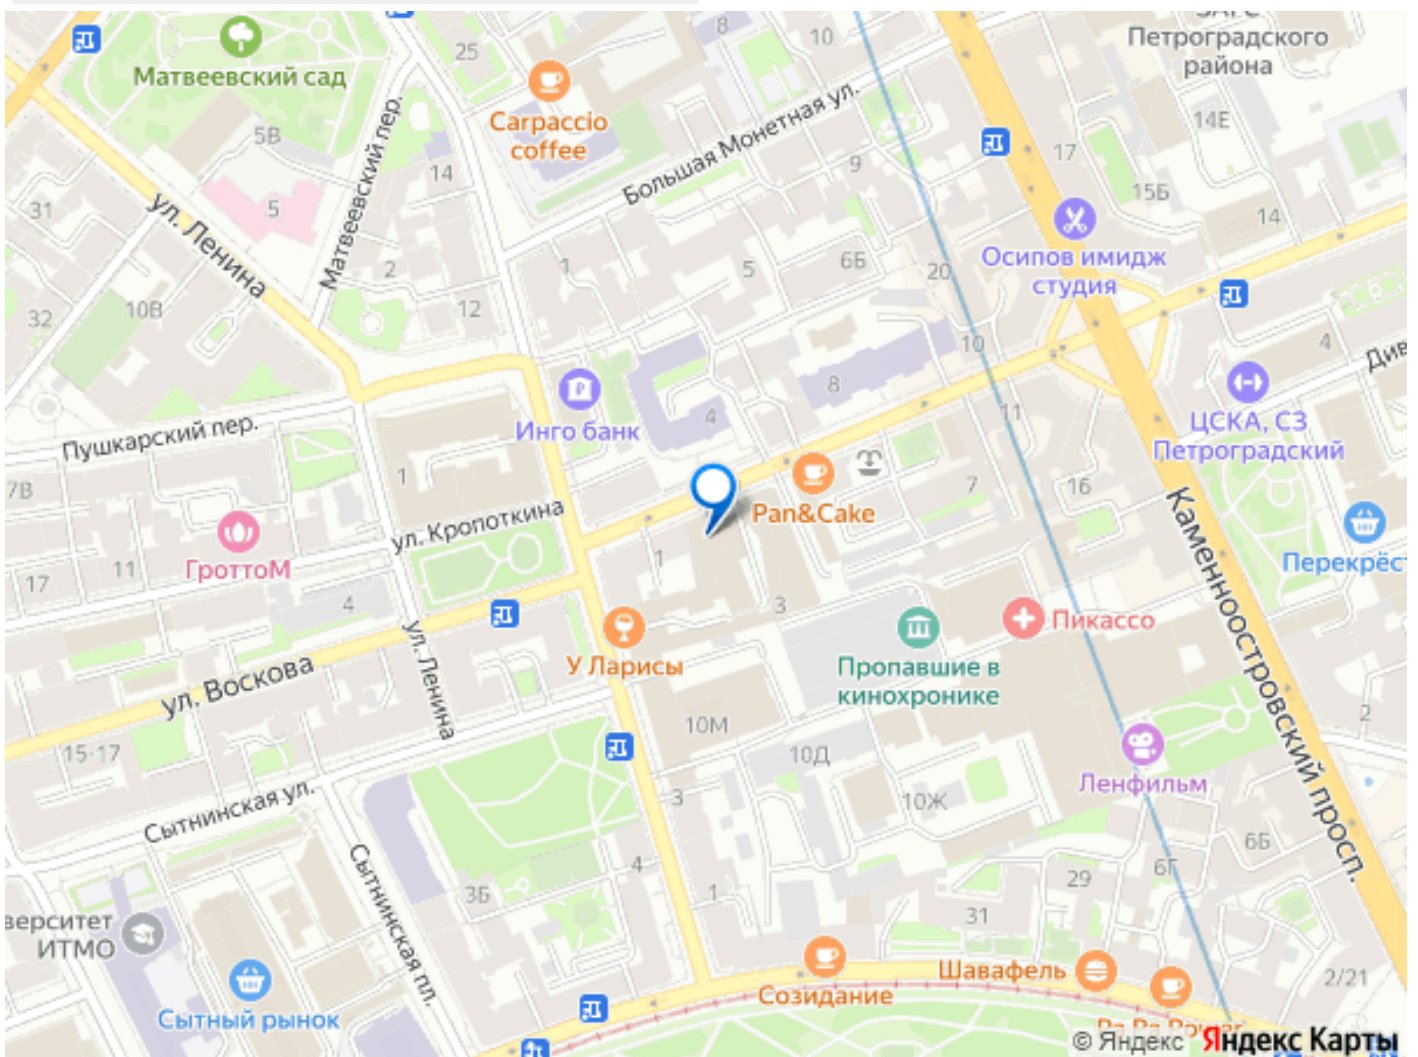 Петроградского
района
Матвеевский сад
25
8
10
Carpaccio
coffee
Большая Монетная ул.
14Е
17
15Б
14
5В
5
31
ул. Ленина
Матвеевский пер.
14
9
Осипов имидж
студия
2
1
5
6Б
20
12
10В
32
10
4
8
Инго банк
4
11
ЦСКА, СЗ
Петроградский
Пушкарский пер.
7В
1
Pan&Cake
7
16
ул. Кропоткина
ГроттоМ
17
11
4
1
3
Каменноостровский просп.
Пикассо
У Ларисы
Пропавшие в
кинохронике
ул. Воскова
ул. Ленина
15-17
10М
10Д
10Ж
2
Ленфильм
Сытнинская ул.
3
4
6Б
6Г
29
3Б
1
31
Сытнинская пл.
ИТМО
Сытный рынок
Созидание
Шавафель
2/21
© Яндекс Яндекс Карты